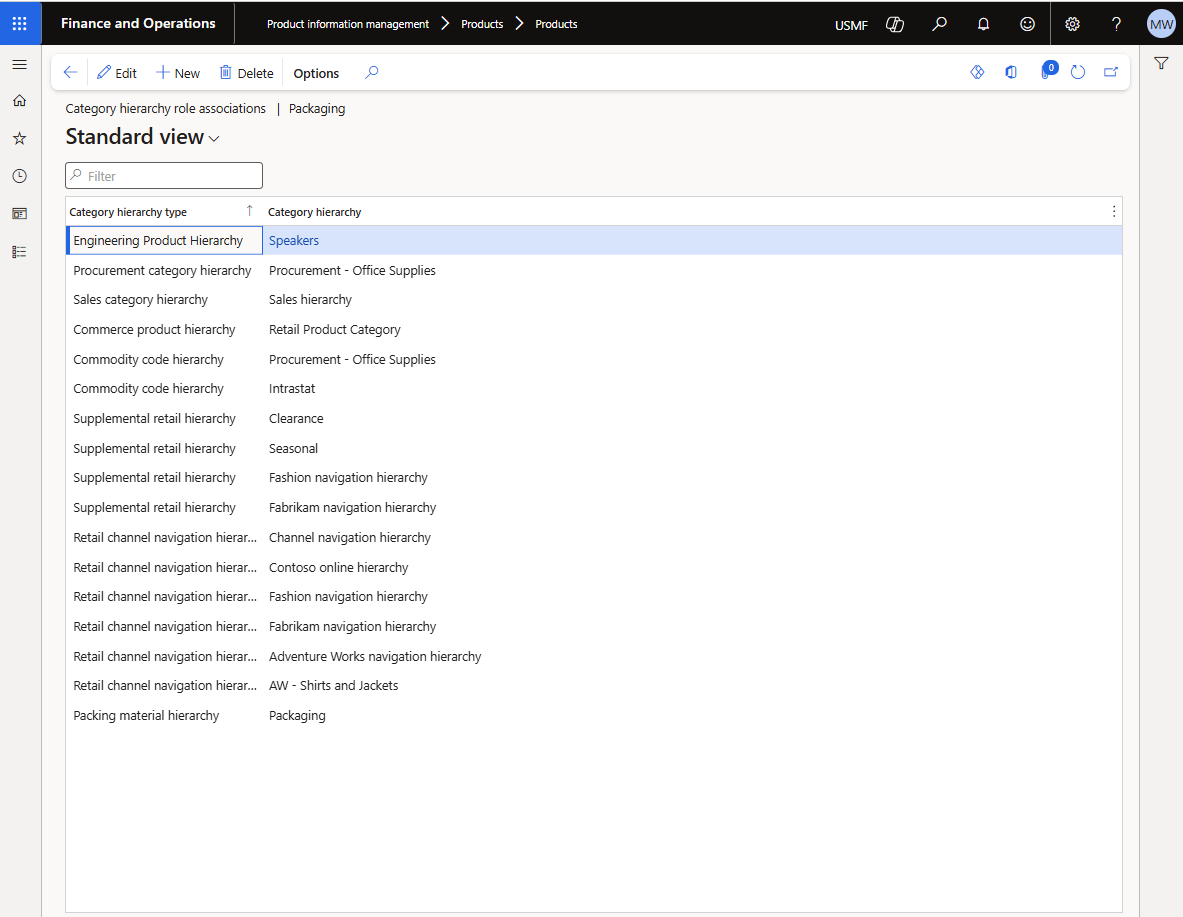 Finance and Operations Product information management Products Products USMF ? MW
Edit New Delete Options 0
Category hierarchy role associations | Packaging
Standard view
Filter
Category hierarchy type Category hierarchy
Engineering Product Hierarchy Speakers
Procurement category hierarchy Procurement - Office Supplies
Sales category hierarchy Sales hierarchy
Commerce product hierarchy Retail Product Category
Commodity code hierarchy Procurement - Office Supplies
Commodity code hierarchy Intrastat
Supplemental retail hierarchy Clearance
Supplemental retail hierarchy Seasonal
Supplemental retail hierarchy Fashion navigation hierarchy
Supplemental retail hierarchy Fabrikam navigation hierarchy
Retail channel navigation hierar... Channel navigation hierarchy
Retail channel navigation hierar... Contoso online hierarchy
Retail channel navigation hierar... Fashion navigation hierarchy
Retail channel navigation hierar... Fabrikam navigation hierarchy
Retail channel navigation hierar... Adventure Works navigation hierarchy
Retail channel navigation hierar... AW - Shirts and Jackets
Packing material hierarchy Packaging